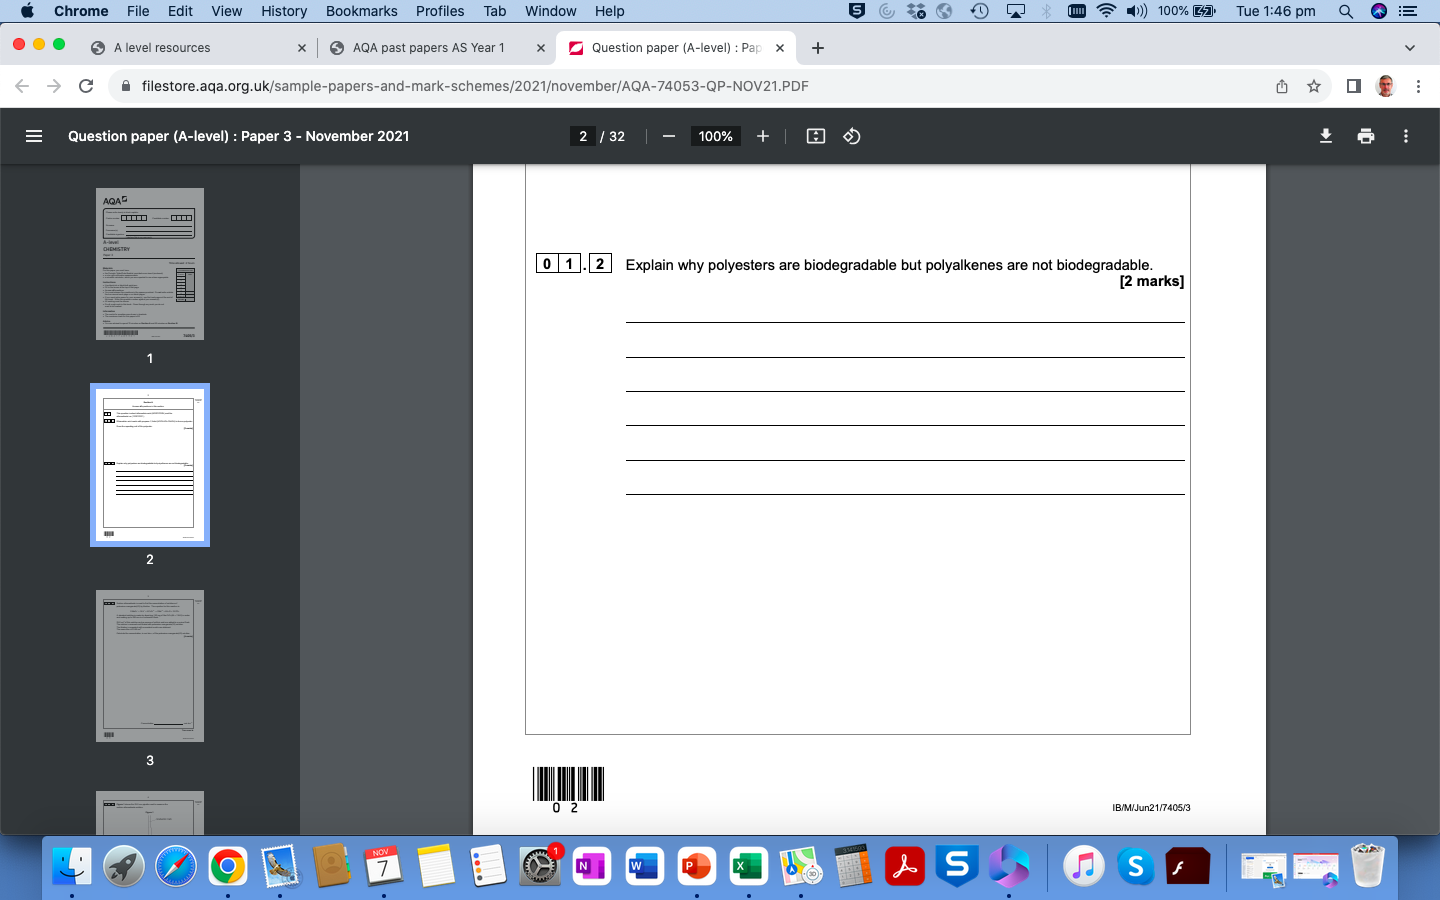 Chrome File Edit View History Bookmarks Profiles Tab Window Help 100% Tue 1:46 pm
A level resources
AQA past papers AS Year 1
Question paper (A-level) : Pap
filestore.aqa.org.uk/sample-papers-and-mark-schemes/2021/november/AQA-74053-QP-NOV21.PDF
Question paper (A-level) : Paper 3 - November 2021
2 / 32
100%
AQA
A-level
CHEMISTRY
1
2
3
0 1 . 2 Explain why polyesters are biodegradable but polyalkenes are not biodegradable.
[2 marks]
0 2
IB/M/Jun21/7405/3
NOV
7
1